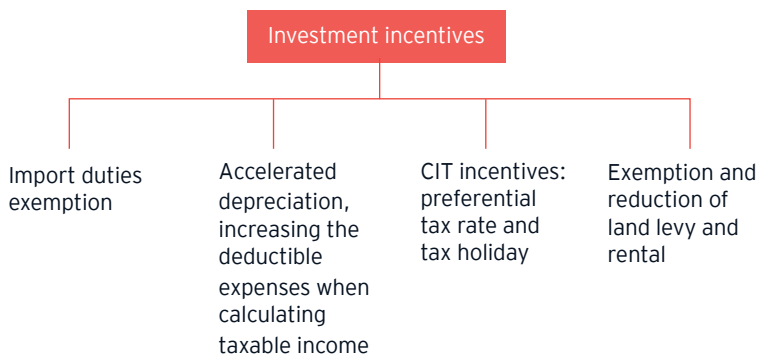 Investment incentives
Import duties
exemption
Accelerated
depreciation,
increasing the
deductible
expenses when
calculating
taxable income
CIT incentives:
preferential
tax rate and
tax holiday
Exemption and
reduction of
land levy and
rental